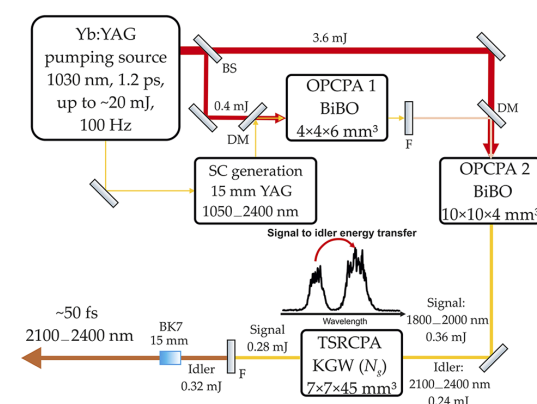 Yb:YAG
pumping source
1030 nm, 1.2 ps,
up to ~20 mJ,
100 Hz
BS
3.6 mJ
0.4 mJ
DM
OPCPA 1
BiBO
4×4×6 mm³
F
DM
SC generation
15 mm YAG
1050_2400 nm
OPCPA 2
BiBO
10×10×4 mm³
Signal to idler energy transfer
Wavelength
~50 fs
2100_2400 nm
BK7
15 mm
Idler
0.32 mJ
F
Signal
0.28 mJ
TSRCPA
KGW (Ng)
7×7×45 mm³
Signal:
1800_2000 nm
0.36 mJ
Idler:
2100_2400 nm
0.24 mJ